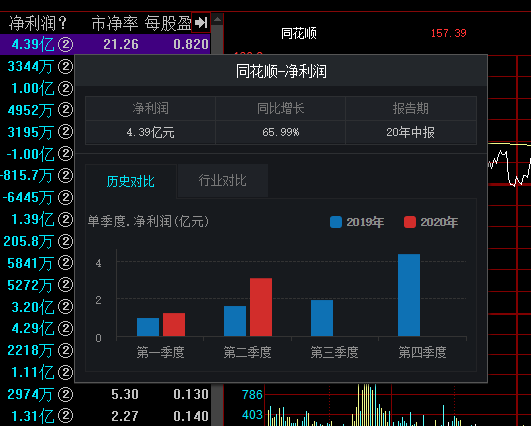 净利润? 市净率 每股盈
4.39亿 ② 21.26 0.820
同花顺 157.39
3344万 ②
1.00亿 ②
4952万 ②
3195万 ②
-1.00亿 ②
-815.7万 ②
-6445万 ②
1.39亿 ②
205.8万 ②
5841万 ②
5272万 ②
3.20亿 ②
4.29亿 ②
2218万 ②
1.11亿 ②
2974万 ② 5.30 0.130
1.31亿 ② 2.27 0.140
同花顺-净利润
净利润 同比增长 报告期
4.39亿元 65.99% 20年中报
历史对比 行业对比
单季度.净利润(亿元) 2019年 2020年
4
2
0
第一季度 第二季度 第三季度 第四季度
786
403